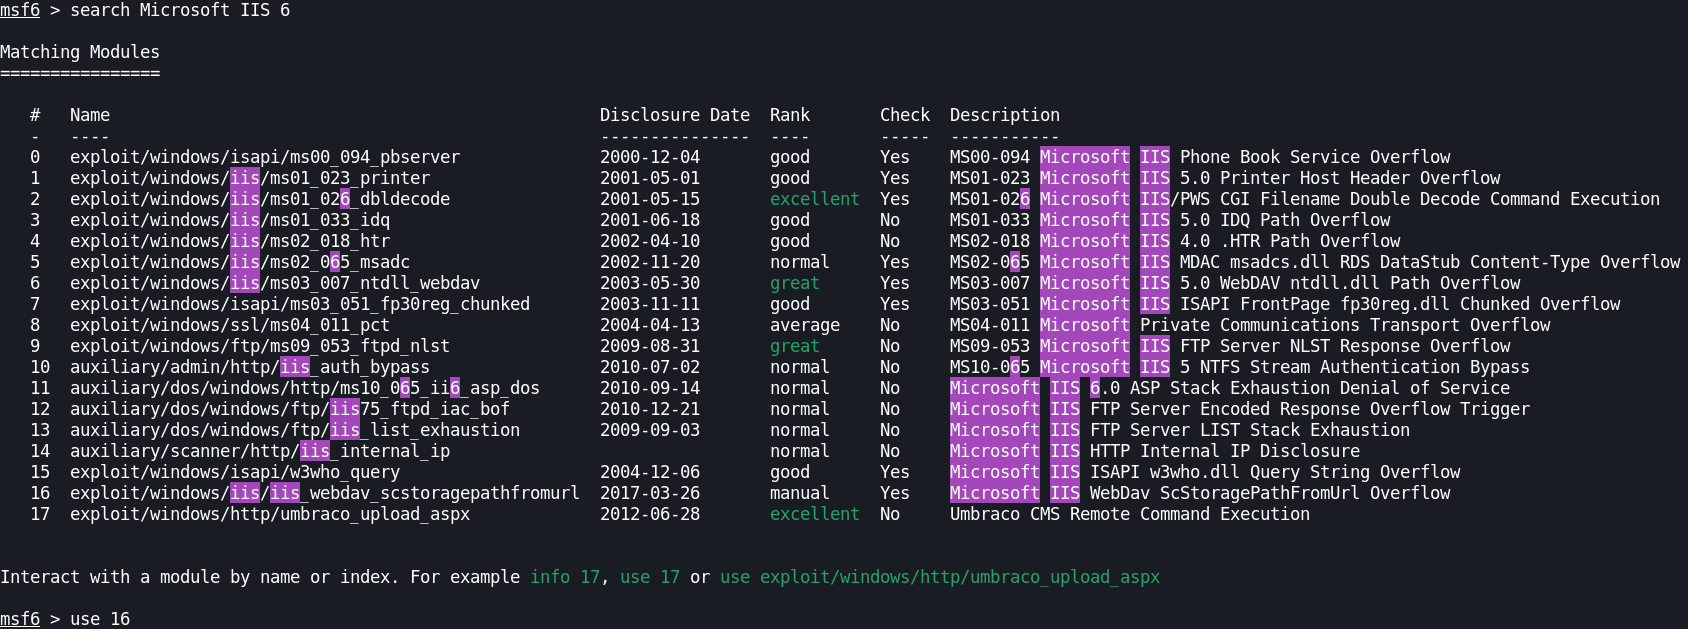 msf6 > search Microsoft IIS 6
Matching Modules
================
#   Name                                                 Disclosure Date  Rank       Check  Description
-   ----                                                 ---------------  ----       -----  -----------
0   exploit/windows/isapi/ms00_094_pbserver              2000-12-04       good       Yes    MS00-094 Microsoft IIS Phone Book Service Overflow
1   exploit/windows/iis/ms01_023_printer                 2001-05-01       good       Yes    MS01-023 Microsoft IIS 5.0 Printer Host Header Overflow
2   exploit/windows/iis/ms01_026_dbldecode               2001-05-15       excellent  Yes    MS01-026 Microsoft IIS/PWS CGI Filename Double Decode Command Execution
3   exploit/windows/iis/ms01_033_idq                     2001-06-18       good       No     MS01-033 Microsoft IIS 5.0 IDQ Path Overflow
4   exploit/windows/iis/ms02_018_htr                     2002-04-10       good       No     MS02-018 Microsoft IIS 4.0 .HTR Path Overflow
5   exploit/windows/iis/ms02_065_msadc                   2002-11-20       normal     Yes    MS02-065 Microsoft IIS MDAC msadcs.dll RDS DataStub Content-Type Overflow
6   exploit/windows/iis/ms03_007_ntdll_webdav            2003-05-30       great      Yes    MS03-007 Microsoft IIS 5.0 WebDAV ntdll.dll Path Overflow
7   exploit/windows/isapi/ms03_051_fp30reg_chunked       2003-11-11       good       Yes    MS03-051 Microsoft IIS ISAPI FrontPage fp30reg.dll Chunked Overflow
8   exploit/windows/ssl/ms04_011_pct                     2004-04-13       average    No     MS04-011 Microsoft Private Communications Transport Overflow
9   exploit/windows/ftp/ms09_053_ftpd_nlst               2009-08-31       great      No     MS09-053 Microsoft IIS FTP Server NLST Response Overflow
10  auxiliary/admin/http/iis_auth_bypass                 2010-07-02       normal     No     MS10-065 Microsoft IIS 5 NTFS Stream Authentication Bypass
11  auxiliary/dos/windows/http/ms10_065_ii6_asp_dos      2010-09-14       normal     No     Microsoft IIS 6.0 ASP Stack Exhaustion Denial of Service
12  auxiliary/dos/windows/ftp/iis75_ftpd_iac_bof         2010-12-21       normal     No     Microsoft IIS FTP Server Encoded Response Overflow Trigger
13  auxiliary/dos/windows/ftp/iis_list_exhaustion        2009-09-03       normal     No     Microsoft IIS FTP Server LIST Stack Exhaustion
14  auxiliary/scanner/http/iis_internal_ip                                normal     No     Microsoft IIS HTTP Internal IP Disclosure
15  exploit/windows/isapi/w3who_query                    2004-12-06       good       Yes    Microsoft IIS ISAPI w3who.dll Query String Overflow
16  exploit/windows/iis/iis_webdav_scstoragepathfromurl  2017-03-26       manual     Yes    Microsoft IIS WebDav ScStoragePathFromUrl Overflow
17  exploit/windows/http/umbraco_upload_aspx             2012-06-28       excellent  No     Umbraco CMS Remote Command Execution
Interact with a module by name or index. For example info 17, use 17 or use exploit/windows/http/umbraco_upload_aspx
msf6 > use 16